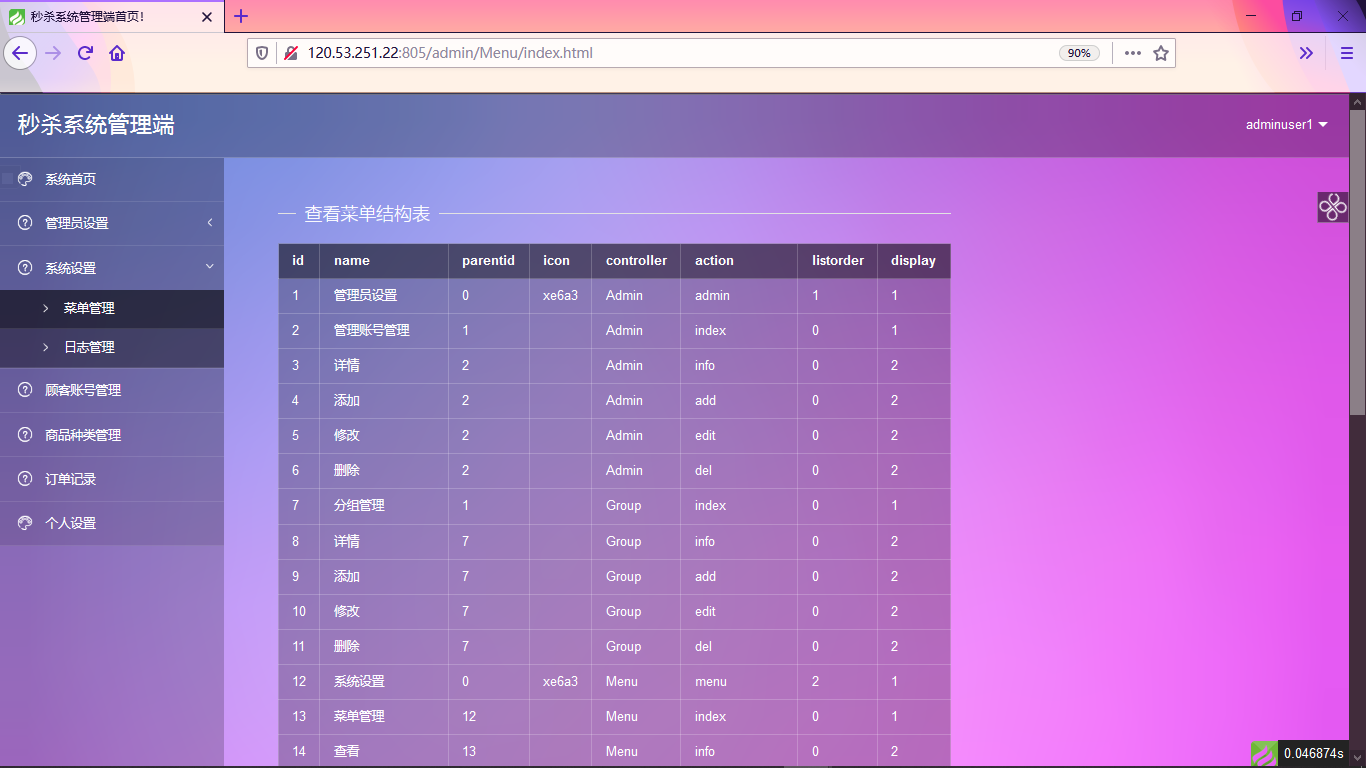 秒杀系统管理端首页!
120.53.251.22:805/admin/Menu/index.html
90%
秒杀系统管理端
adminuser1
系统首页
管理员设置
系统设置
菜单管理
日志管理
顾客账号管理
商品种类管理
订单记录
个人设置
查看菜单结构表
id name parentid icon controller action listorder display
1 管理员设置 0 xe6a3 Admin admin 1 1
2 管理账号管理 1 Admin index 0 1
3 详情 2 Admin info 0 2
4 添加 2 Admin add 0 2
5 修改 2 Admin edit 0 2
6 删除 2 Admin del 0 2
7 分组管理 1 Group index 0 1
8 详情 7 Group info 0 2
9 添加 7 Group add 0 2
10 修改 7 Group edit 0 2
11 删除 7 Group del 0 2
12 系统设置 0 xe6a3 Menu menu 2 1
13 菜单管理 12 Menu index 0 1
14 查看 13 Menu info 0 2
0.046874s